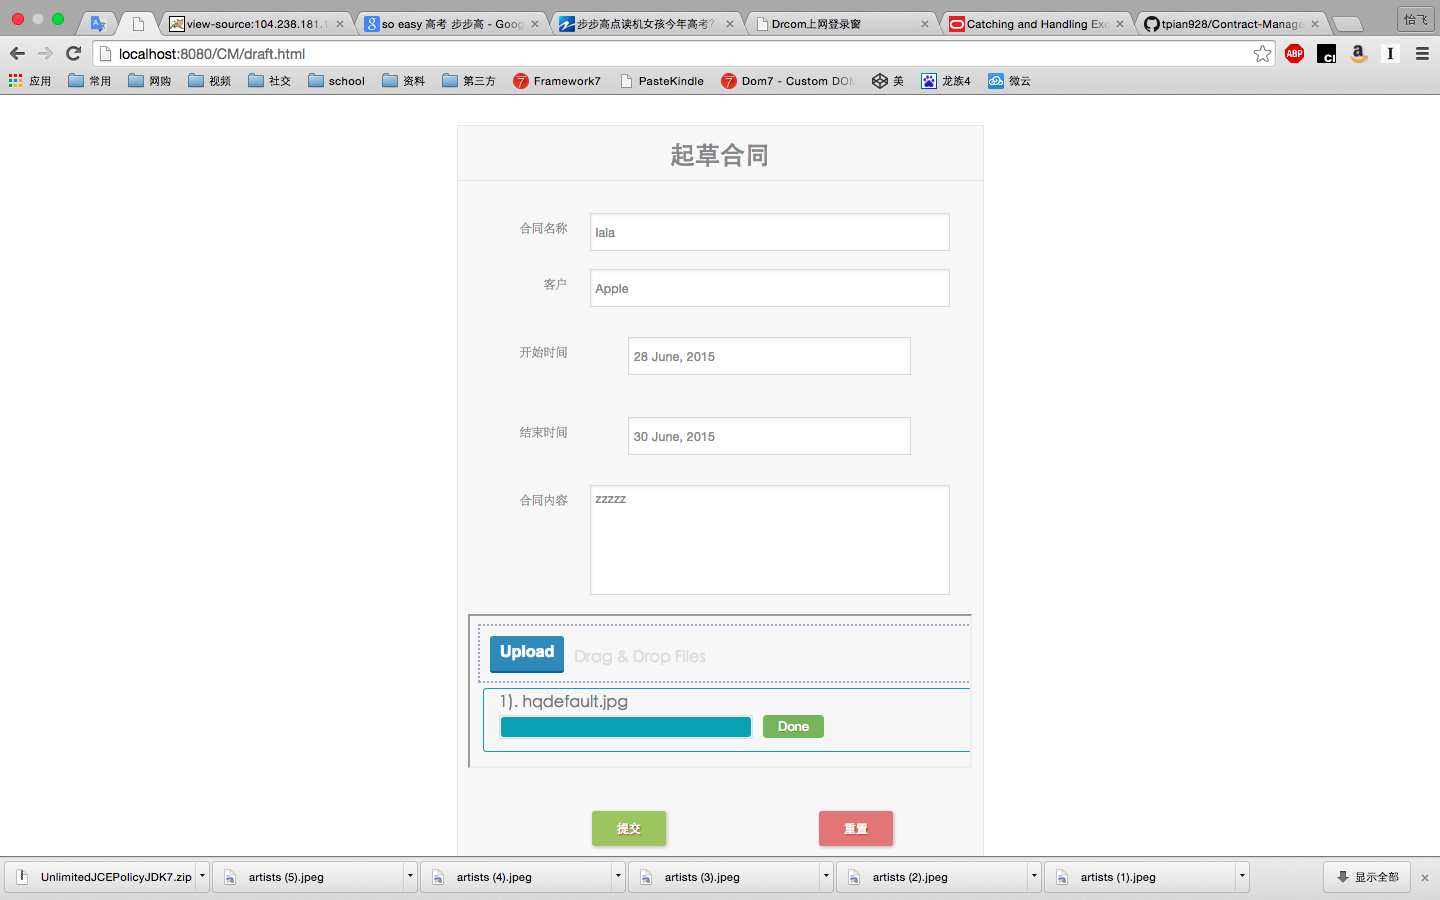 view-source:104.238.181.1
so easy 高考 步步高 - Goog
步步高点读机女孩今年高考?
Drcom上网登录窗
Catching and Handling Exc
tpian928/Contract-Manage
怡飞
localhost:8080/CM/draft.html
ABP
应用
常用
网购
视频
社交
school
资料
第三方
Framework7
PasteKindle
Dom7 - Custom DOM
美
龙族4
微云
起草合同
合同名称
lala
客户
Apple
开始时间
28 June, 2015
结束时间
30 June, 2015
合同内容
zzzzz
Upload
Drag & Drop Files
1). hqdefault.jpg
Done
提交
重置
UnlimitedJCEPolicyJDK7.zip
artists (5).jpeg
artists (4).jpeg
artists (3).jpeg
artists (2).jpeg
artists (1).jpeg
显示全部